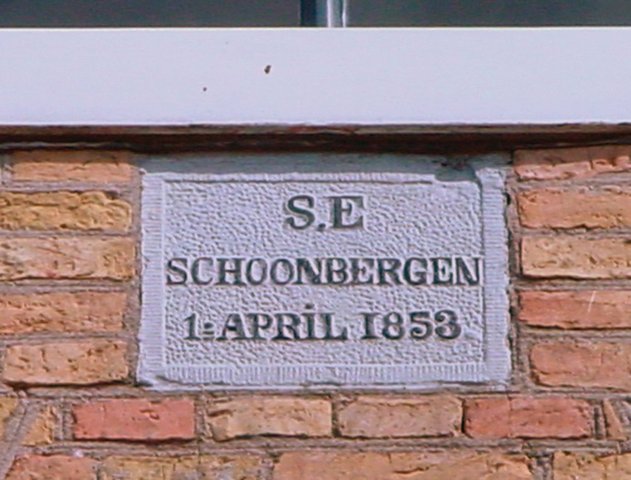 S.E
SCHOONBERGEN
1= APRiL 1853.